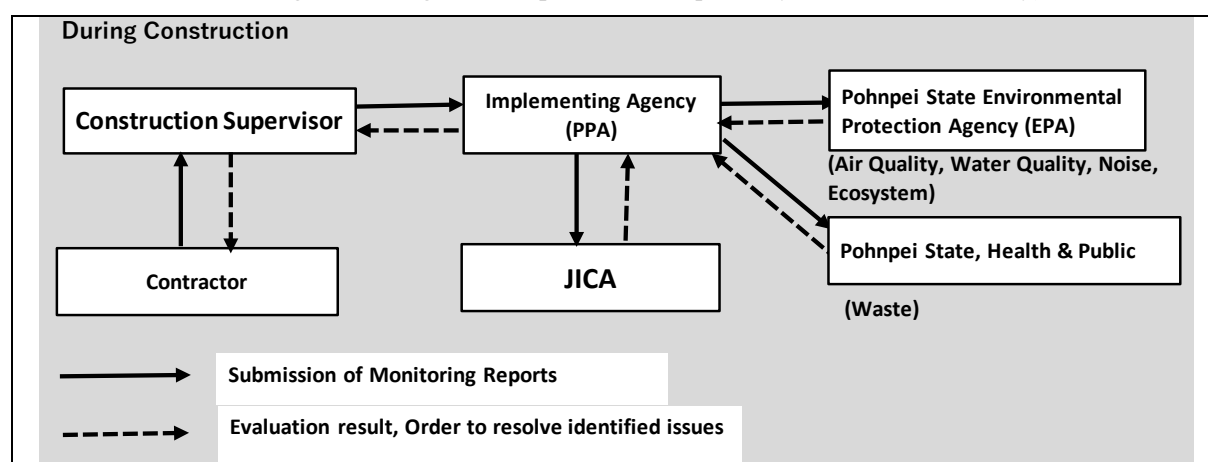 During Construction
Construction Supervisor
Implementing Agency
(PPA)
Pohnpei State Environmental
Protection Agency (EPA)
(Air Quality, Water Quality, Noise,
Ecosystem)
Contractor
JICA
Pohnpei State, Health & Public
(Waste)
Submission of Monitoring Reports
Evaluation result, Order to resolve identified issues